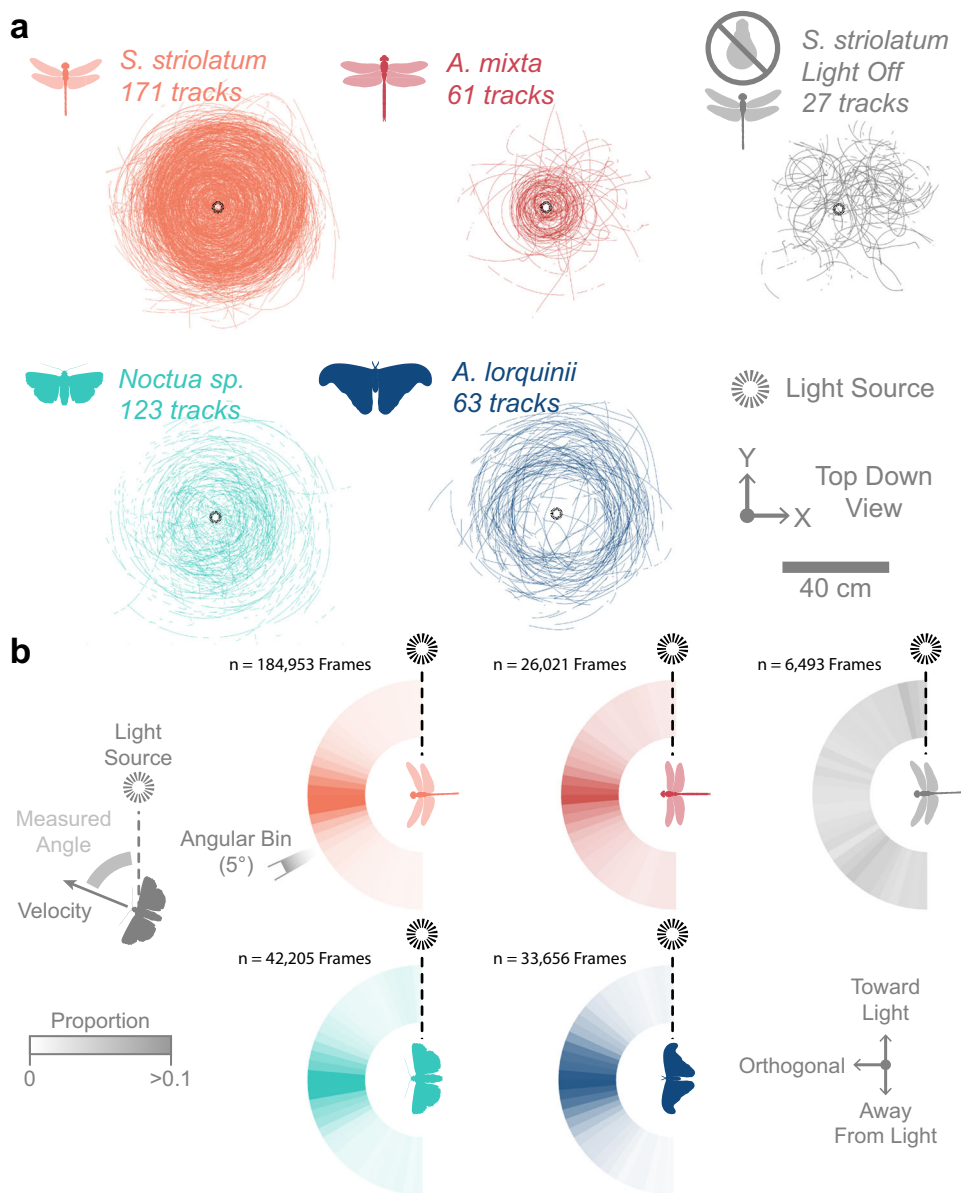 a
S. striolatum
171 tracks
A. mixta
61 tracks
S. striolatum
Light Off
27 tracks
Noctua sp.
123 tracks
A. lorquinii
63 tracks
Light Source
Y
X
Top Down
View
40 cm
b
n = 184,953 Frames
n = 26,021 Frames
n = 6,493 Frames
Light
Source
Measured
Angle
Velocity
Angular Bin
(5°)
n = 42,205 Frames
n = 33,656 Frames
Proportion
0
>0.1
Toward
Light
Orthogonal
Away
From Light